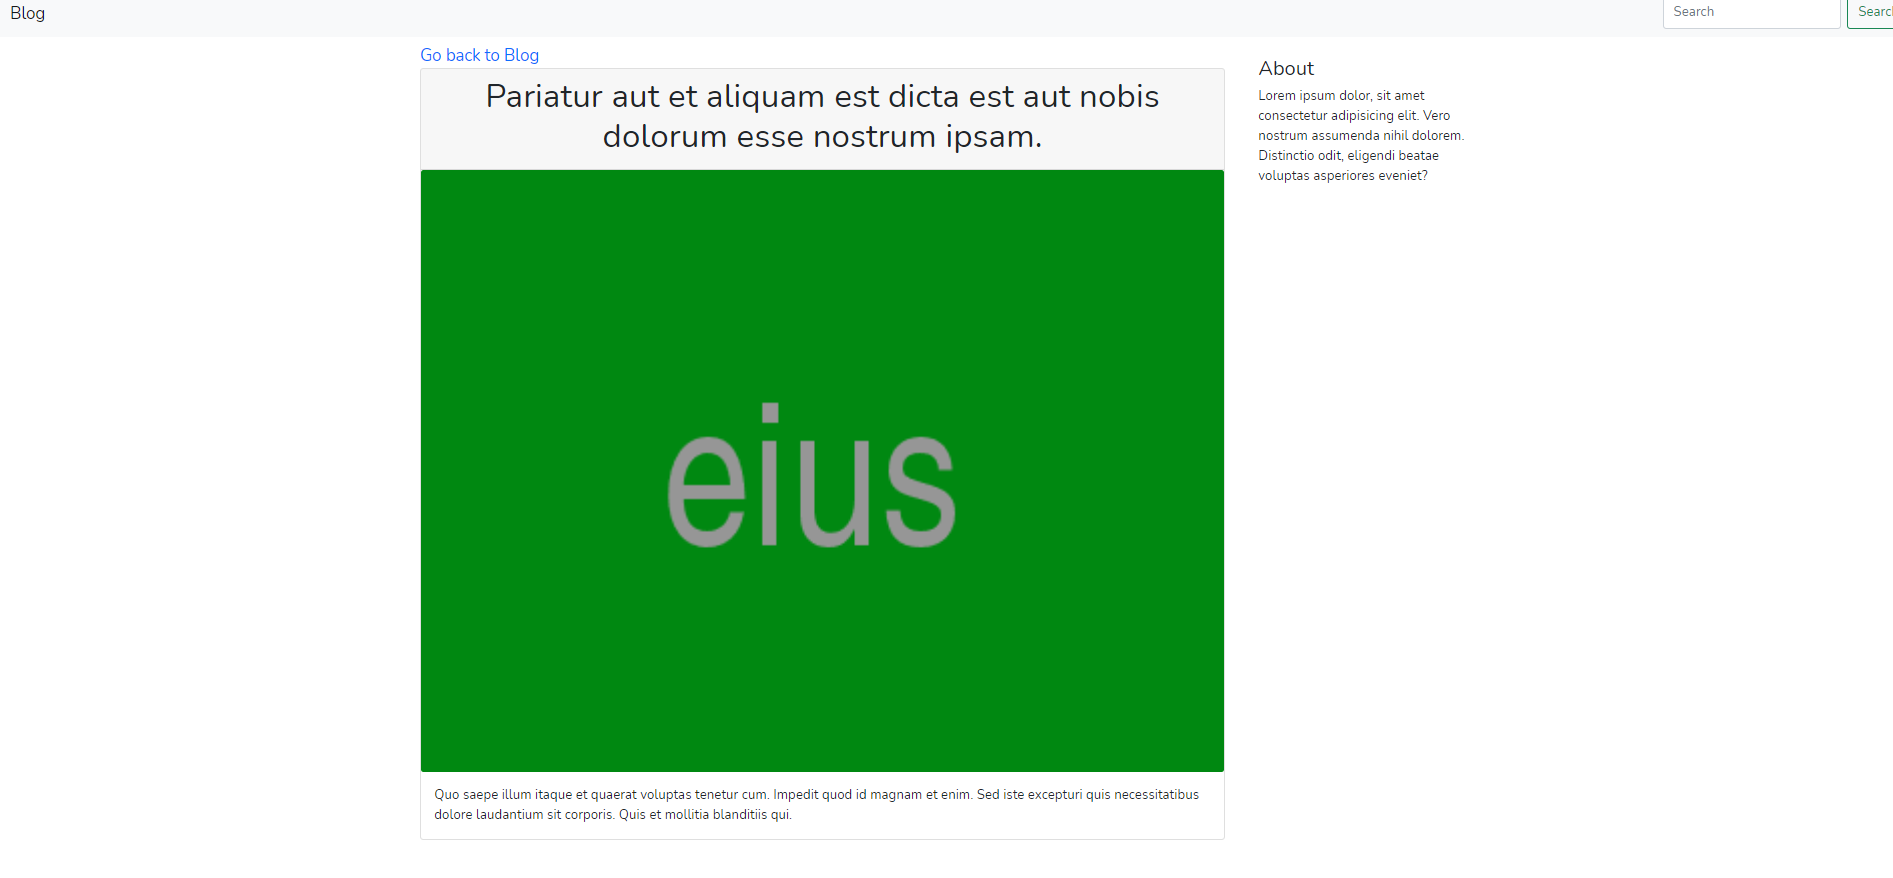 Blog
Search
Search
Go back to Blog
Pariatur aut et aliquam est dicta est aut nobis
dolorum esse nostrum ipsam.
eius
Quo saepe illum itaque et quaerat voluptas tenetur cum. Impedit quod id magnam et enim. Sed iste excepturi quis necessitatibus
dolore laudantium sit corporis. Quis et mollitia blanditiis qui.
About
Lorem ipsum dolor, sit amet
consectetur adipisicing elit. Vero
nostrum assumenda nihil dolorem.
Distinctio odit, eligendi beatae
voluptas asperiores eveniet?